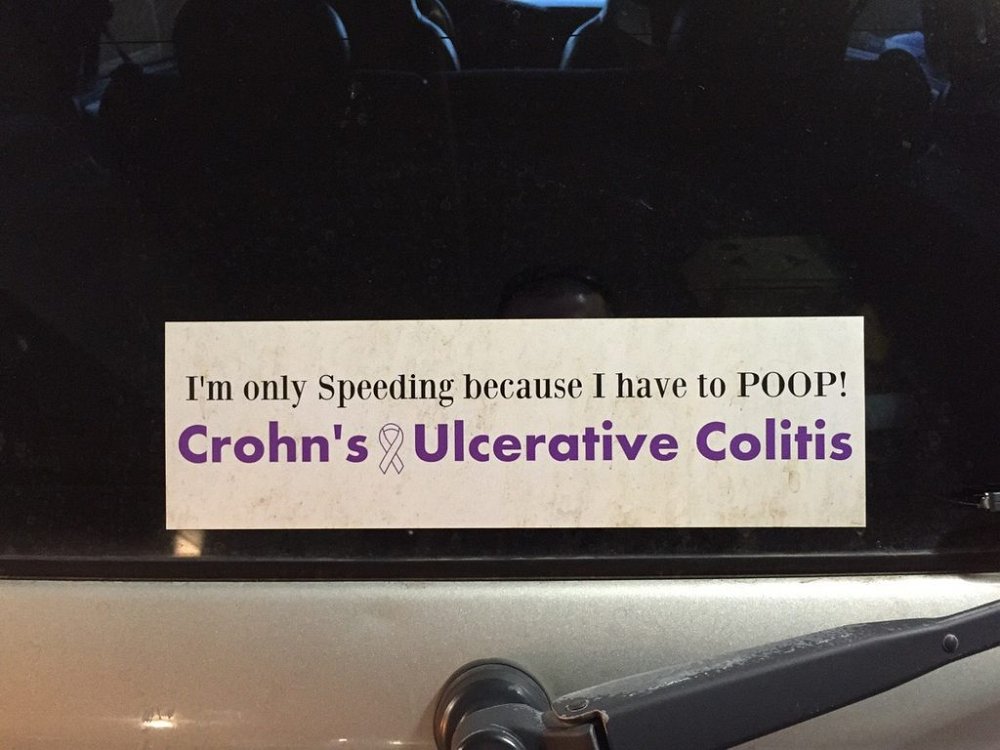 I'm only Speeding because I have to POOP!
Crohn's Ulcerative Colitis